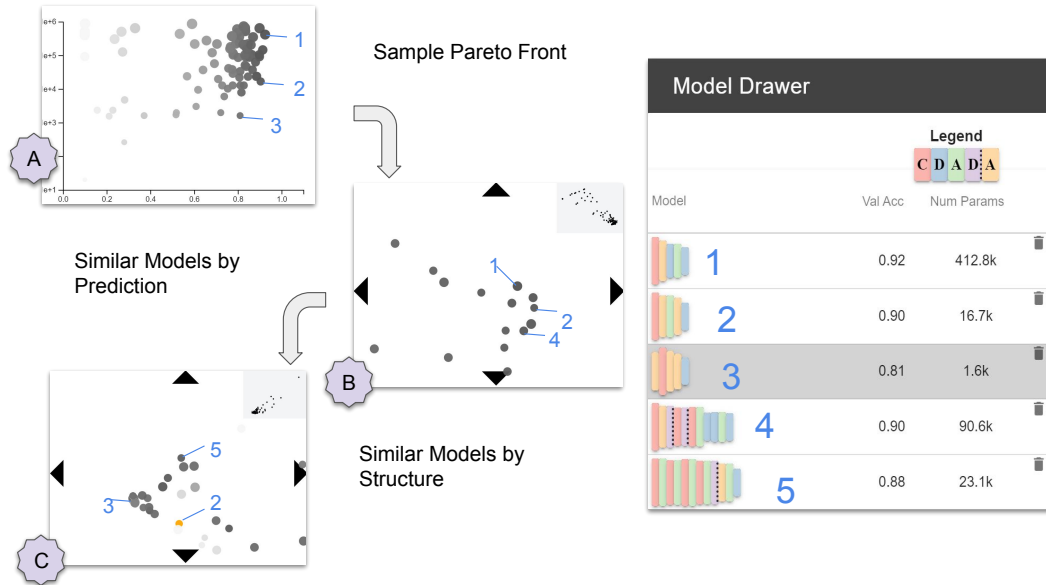 e+6
e+5
e+4
e+3
e+1
0.0 0.2 0.4 0.6 0.8 1.0
1
2
3
A
Sample Pareto Front
1
2
4
B
Similar Models by
Prediction
5
3
2
C
Similar Models by
Structure
Model Drawer
Legend
C D A D A
Model Val Acc Num Params
1 0.92 412.8k
2 0.90 16.7k
3 0.81 1.6k
4 0.90 90.6k
5 0.88 23.1k